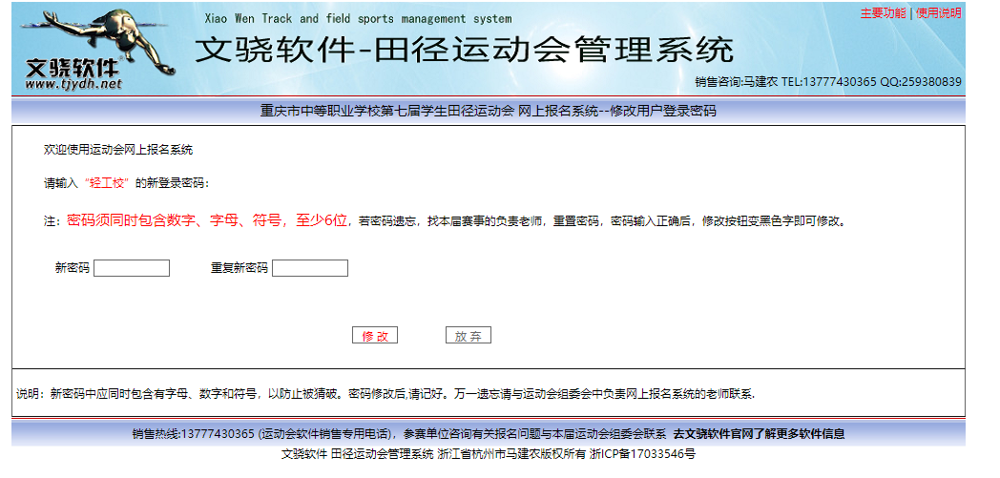 Xiao Wen Track and field sports management system
主要功能 | 使用说明
文骁软件-田径运动会管理系统
文骁软件
www.tjydh.net
销售咨询:马建农 TEL:13777430365 QQ:259380839
重庆市中等职业学校第七届学生田径运动会 网上报名系统--修改用户登录密码
欢迎使用运动会网上报名系统
请输入“轻工校”的新登录密码：
注：密码须同时包含数字、字母、符号，至少6位，若密码遗忘，找本届赛事的负责老师，重置密码，密码输入正确后，修改按钮变黑色字即可修改。
新密码 重复新密码
修 改 放 弃
说明：新密码中应同时包含有字母、数字和符号，以防止被猜破。密码修改后,请记好。万一遗忘请与运动会组委会中负责网上报名系统的老师联系.
销售热线:13777430365 (运动会软件销售专用电话)，参赛单位咨询有关报名问题与本届运动会组委会联系 去文骁软件官网了解更多软件信息
文骁软件 田径运动会管理系统 浙江省杭州市马建农版权所有 浙ICP备17033546号